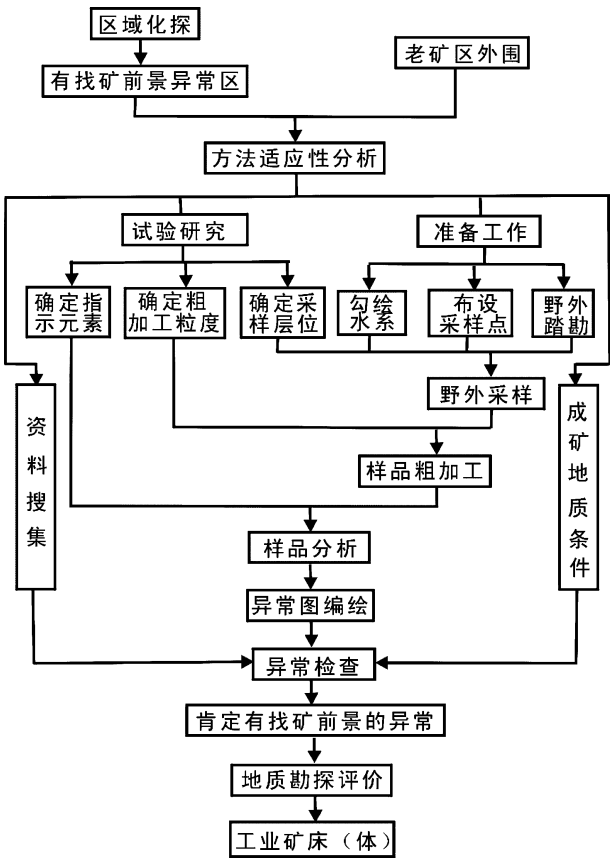 区域化探
老矿区外围
有找矿前景异常区
方法适应性分析
试验研究
准备工作
确定指
示元素
确定粗
加工粒度
确定采
样层位
勾绘
水系
布设
采样点
野外
踏勘
野外采样
资料搜集
成矿地质条件
样品粗加工
样品分析
异常图编绘
异常检查
肯定有找矿前景的异常
地质勘探评价
工业矿床（体）